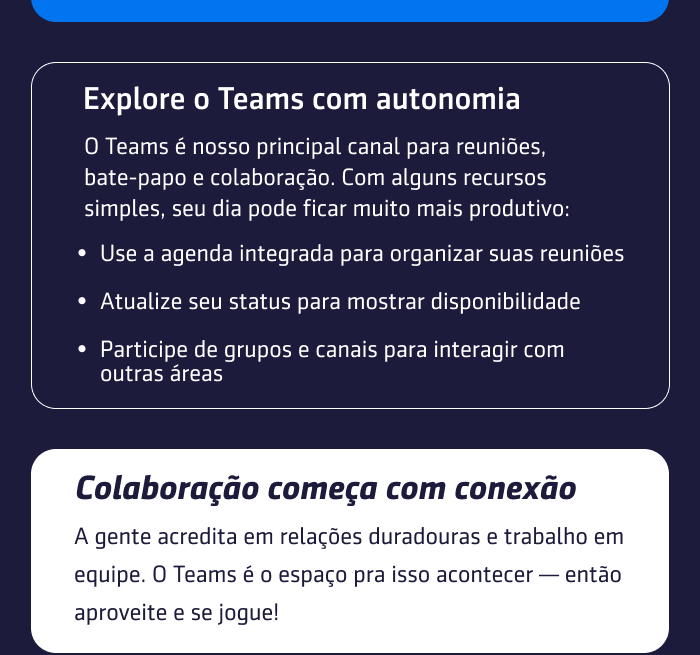 Explore o Teams com autonomia
O Teams é nosso principal canal para reuniões,
bate-papo e colaboração. Com alguns recursos
simples, seu dia pode ficar muito mais produtivo:
• Use a agenda integrada para organizar suas reuniões
• Atualize seu status para mostrar disponibilidade
• Participe de grupos e canais para interagir com
outras áreas
Colaboração começa com conexão
A gente acredita em relações duradouras e trabalho em
equipe. O Teams é o espaço pra isso acontecer — então
aproveite e se jogue!